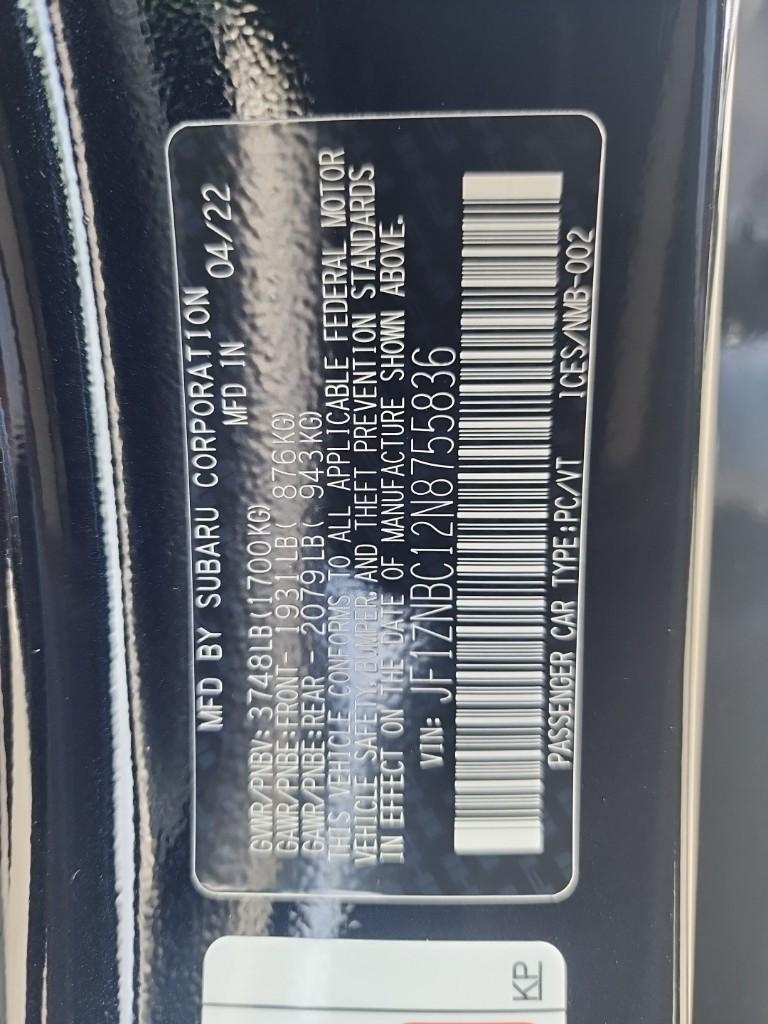 MFD BY SUBARU CORPORATION
MFD IN 04/22
GVWR/PNBV:3748LB(1700KG)
GAWR/PNBE:FRONT- 1931LB( 876KG)
GAWR/PNBE:REAR - 2079LB( 943KG)
THIS VEHICLE CONFORMS TO ALL APPLICABLE FEDERAL MOTOR
VEHICLE SAFETY, BUMPER, AND THEFT PREVENTION STANDARDS
IN EFFECT ON THE DATE OF MANUFACTURE SHOWN ABOVE.
VIN: JF1ZNBC12N8755836
PASSENGER CAR TYPE:PC/VT ICES/NMB-002
KP